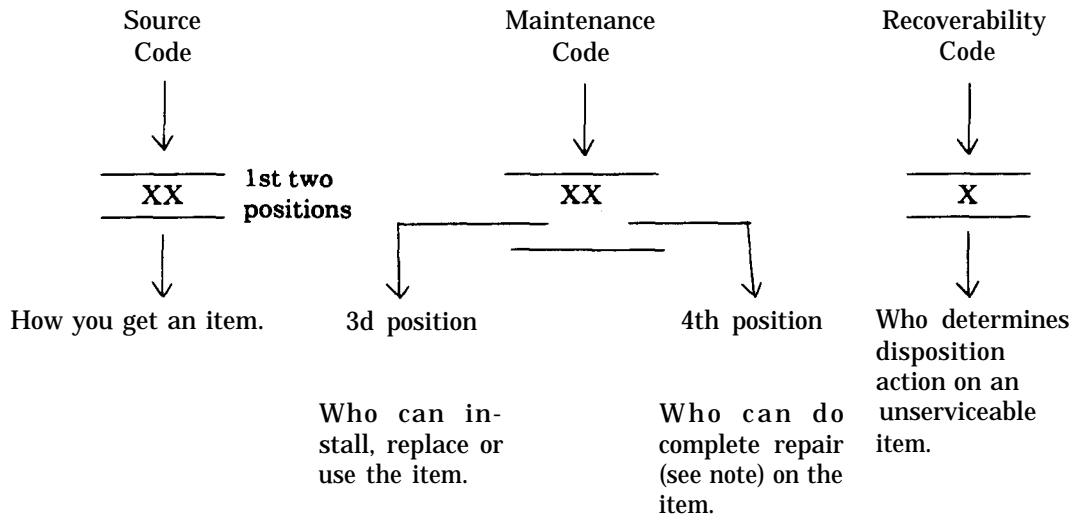 Source
Code
Maintenance
Code
Recoverability
Code
XX
1st two
positions
XX
X
How you get an item.
3d position
4th position
Who determines
disposition
action on an
unserviceable
item.
Who can in-
stall, replace or
use the item.
Who can do
complete repair
(see note) on the
item.